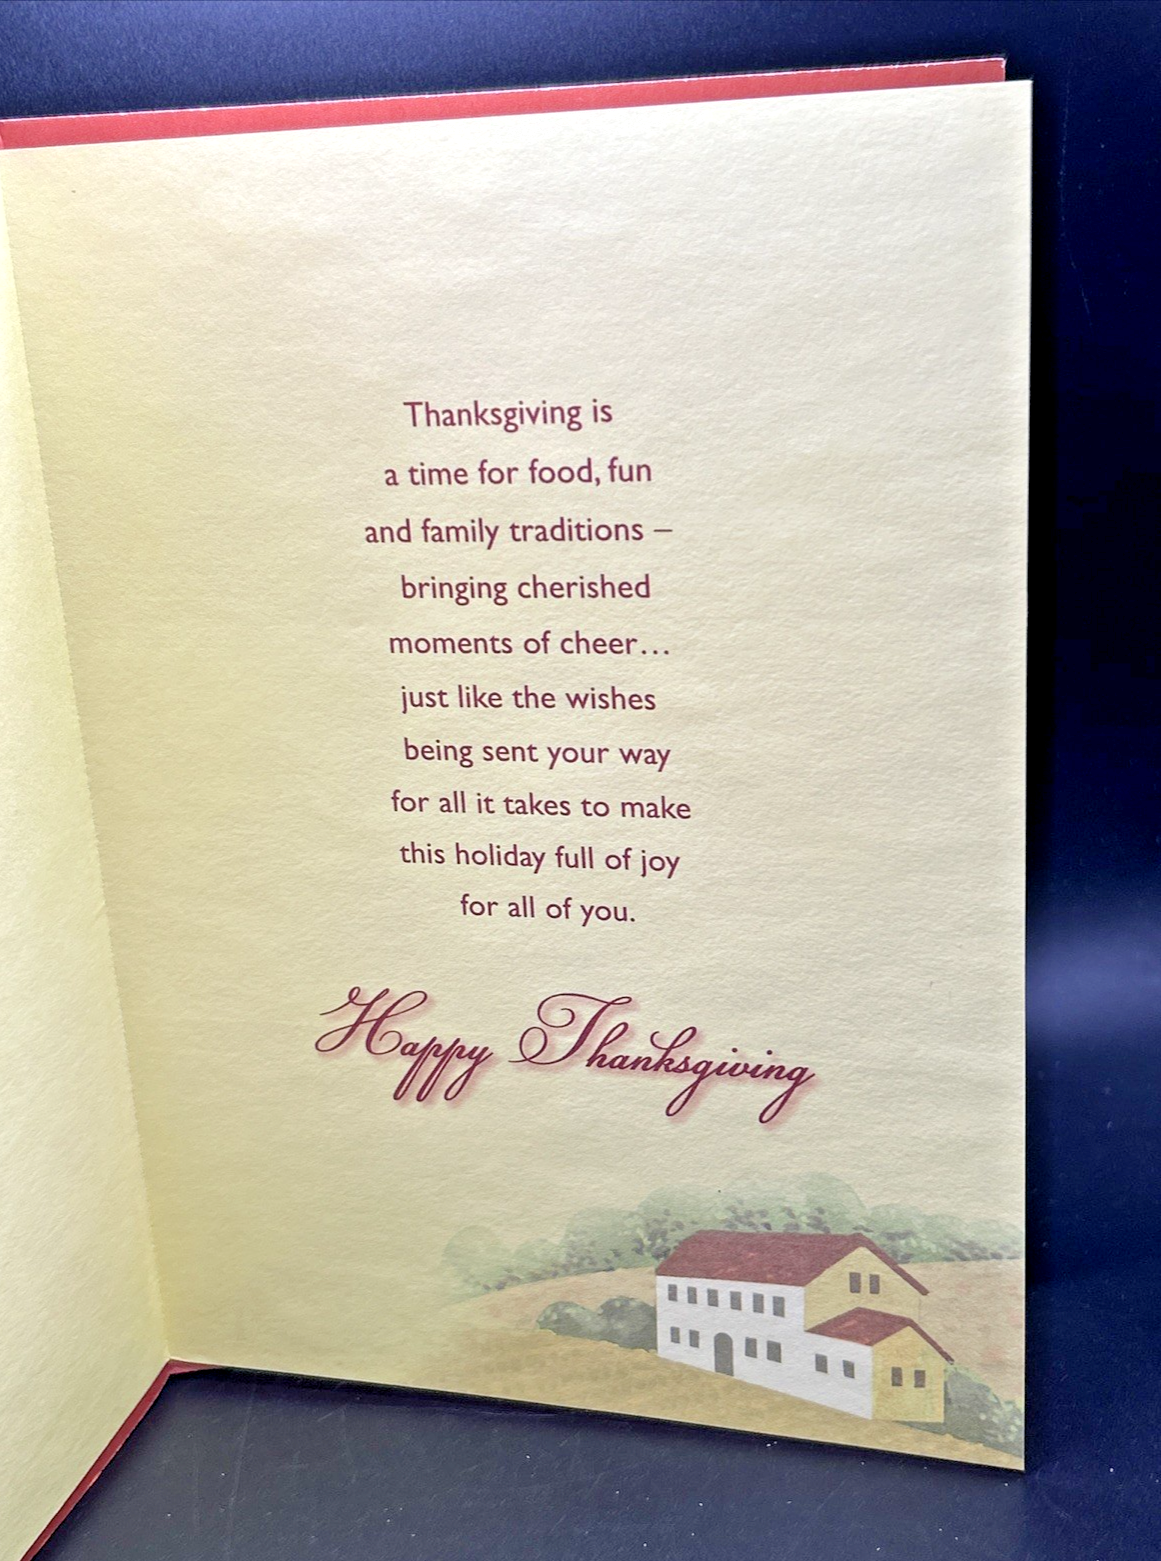 Thanksgiving is
a time for food, fun
and family traditions –
bringing cherished
moments of cheer...
just like the wishes
being sent your way
for all it takes to make
this holiday full of joy
for all of you.
Happy Thanksgiving